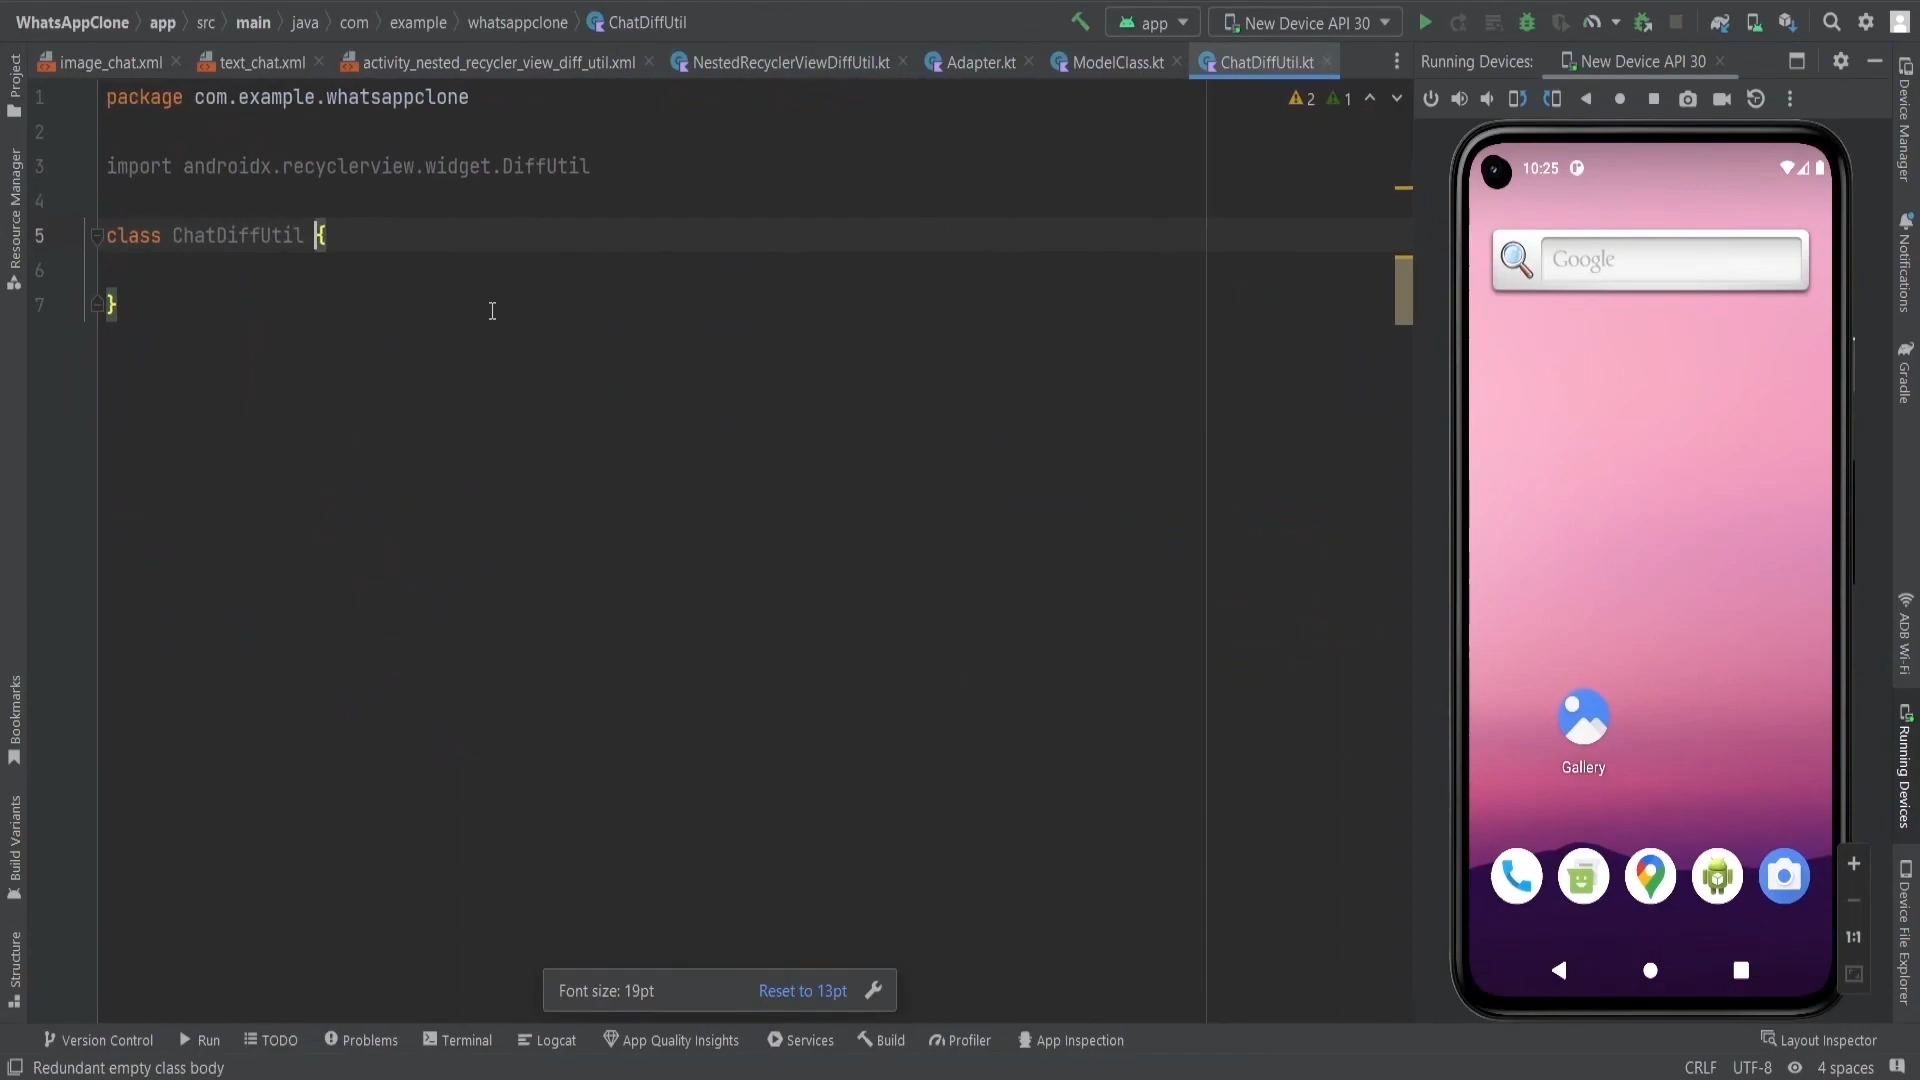 WhatsAppClone app src main java com example whatsappclone ChatDiffUtil
app New Device API 30
image_chat.xml text_chat.xml activity_nested_recycler_view_diff_util.xml NestedRecyclerViewDiffUtil.kt Adapter.kt ModelClass.kt ChatDiffUtil.kt
Running Devices: New Device API 30
2 1
1 package com.example.whatsappclone
2
3 import androidx.recyclerview.widget.DiffUtil
4
5 class ChatDiffUtil {
6
7 }
Project
Resource Manager
Bookmarks
Build Variants
Structure
10:25
Google
Gallery
1:1
Device Manager
Notifications
Gradle
ADB Wi-Fi
Running Devices
Device File Explorer
Font size: 19pt Reset to 13pt
Version Control Run TODO Problems Terminal Logcat App Quality Insights Services Build Profiler App Inspection Layout Inspector
Redundant empty class body CRLF UTF-8 4 spaces